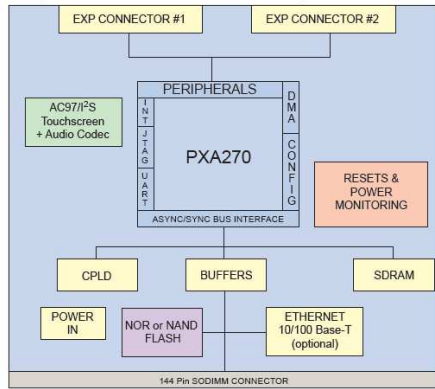 EXP CONNECTOR #1
EXP CONNECTOR #2
PERIPHERALS
AC97/I²S
Touchscreen
+ Audio Codec
INT
JTAG
UART
PXA270
DMA
CONFIG
RESETS &
POWER
MONITORING
ASYNC/SYNC BUS INTERFACE
CPLD
BUFFERS
SDRAM
POWER
IN
NOR or NAND
FLASH
ETHERNET
10/100 Base-T
(optional)
144 Pin SODIMM CONNECTOR